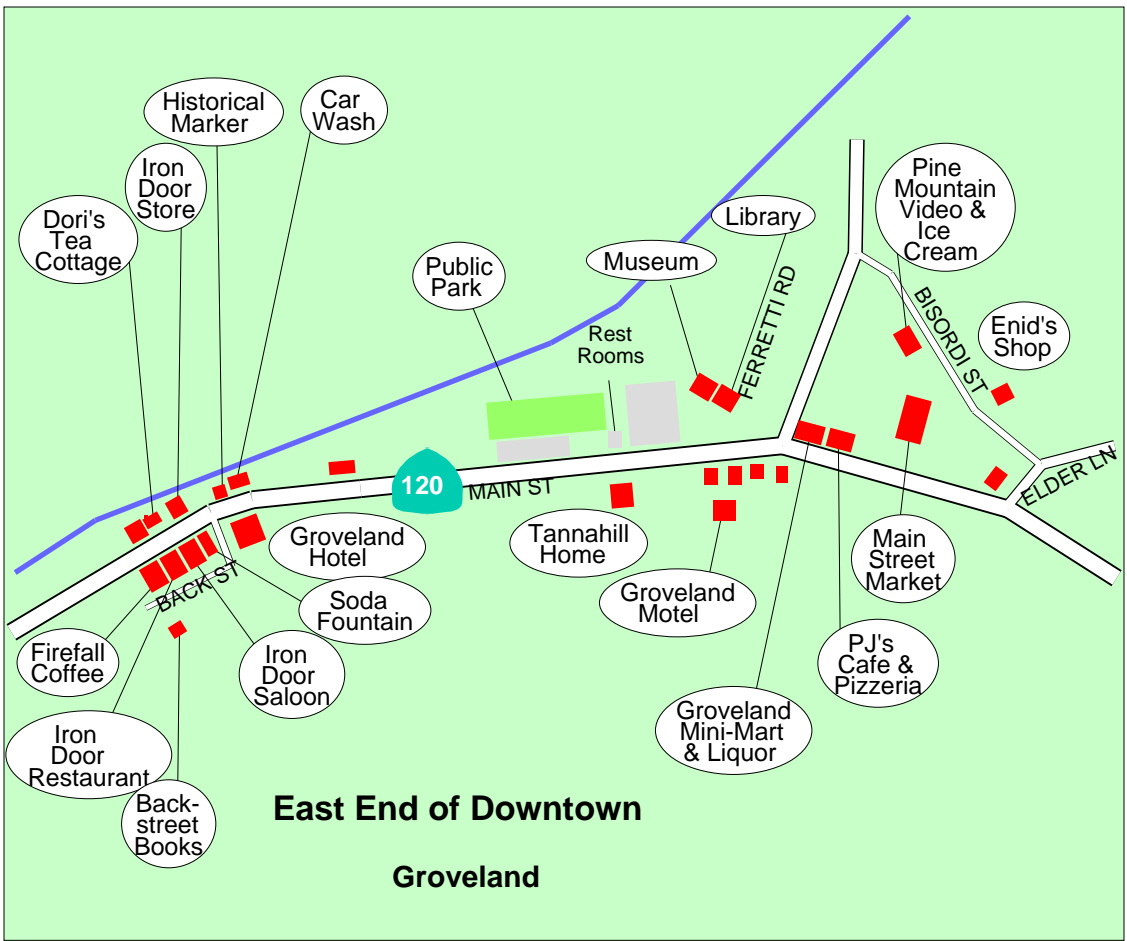 Historical
Marker
Car
Wash
Iron
Door
Store
Dori's
Tea
Cottage
Pine
Mountain
Video &
Ice
Cream
Library
Museum
Public
Park
Rest
Rooms
FERRETTI RD
BISORDI ST
Enid's
Shop
ELDER LN
120
MAIN ST
Groveland
Hotel
Tannahill
Home
Main
Street
Market
BACK ST
Soda
Fountain
Groveland
Motel
Firefall
Coffee
Iron
Door
Saloon
PJ's
Cafe &
Pizzeria
Iron
Door
Restaurant
Groveland
Mini-Mart
& Liquor
Back-
street
Books
East End of Downtown
Groveland